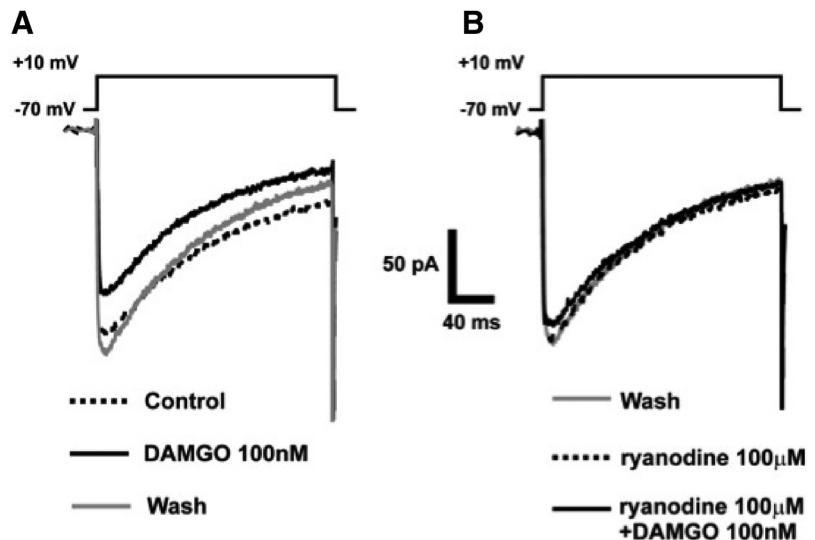 A
B
+10 mV
+10 mV
-70 mV
-70 mV
50 pA
40 ms
Control
DAMGO 100nM
Wash
Wash
ryanodine 100μM
ryanodine 100μM
+DAMGO 100nM